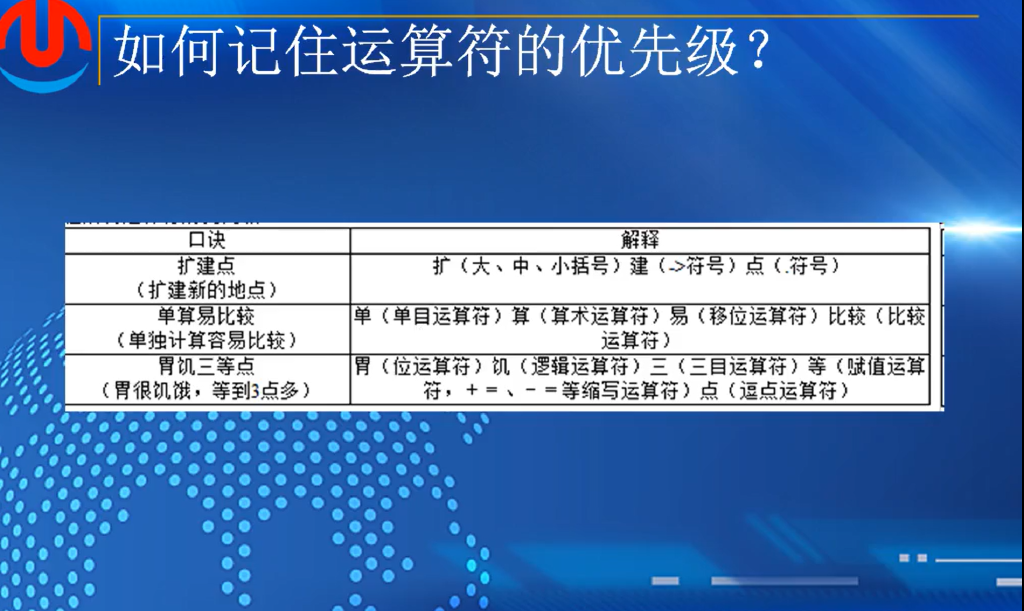 如何记住运算符的优先级？
口诀
解释
扩建点
（扩建新的地点）
扩（大、中、小括号）建（->符号）点（.符号）
单算易比较
（单独计算容易比较）
单（单目运算符）算（算术运算符）易（移位运算符）比较（比较
运算符）
胃饥三等点
（胃很饥饿，等到3点多）
胃（位运算符）饥（逻辑运算符）三（三目运算符）等（赋值运算
符，＋＝、－＝等缩写运算符）点（逗点运算符）